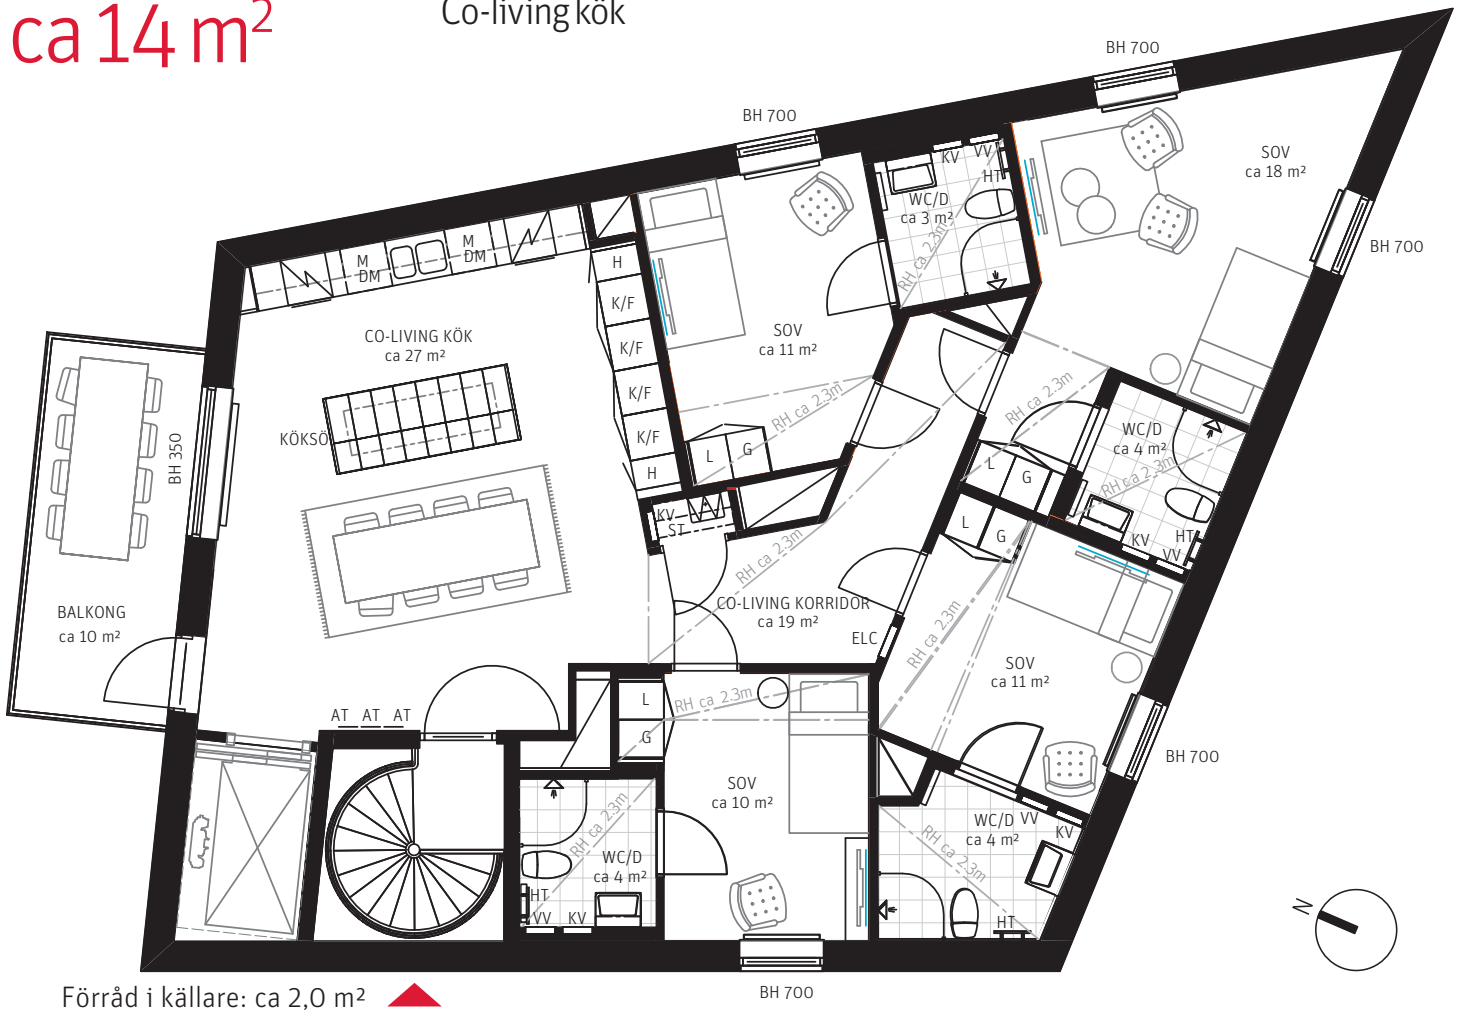 ca 14 m²
Co-living kök
BH 700
BH 700
SOV
ca 18 m²
BH 700
KV
VV
HT
WC/D
ca 3 m²
RH ca 2.3m
M
DM
M
DM
H
K/F
K/F
K/F
K/F
H
CO-LIVING KÖK
ca 27 m²
KÖKSÖ
SOV
ca 11 m²
RH ca 2.3m
L
G
RH ca 2.3m
L
G
WC/D
ca 4 m²
RH ca 2.3m
KV
VV
HT
BH 350
KV
ST
RH ca 2.3m
L
G
BALKONG
ca 10 m²
CO-LIVING KORRIDOR
ca 19 m²
ELC
RH ca 2.3m
SOV
ca 11 m²
AT
AT
AT
L
G
RH ca 2.3m
SOV
ca 10 m²
BH 700
RH ca 2.3m
WC/D
ca 4 m²
HT
VV
KV
WC/D
ca 4 m²
VV
KV
RH ca 2.3m
HT
N
BH 700
Förråd i källare: ca 2,0 m²